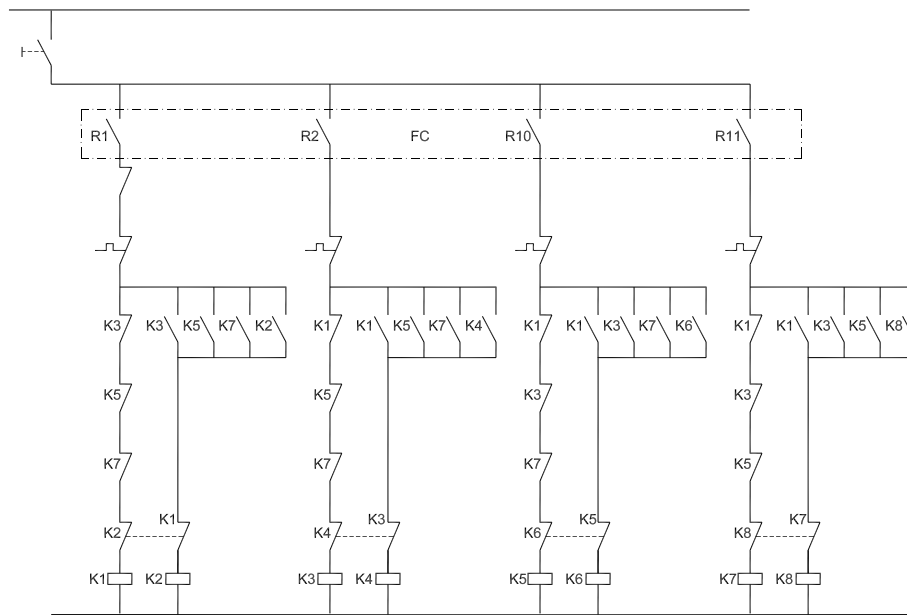 R1 R2 FC R10 R11
K3 K3 K5 K7 K2 K1 K1 K5 K7 K4 K1 K1 K3 K7 K6 K1 K1 K3 K5 K8
K5 K5 K3 K3
K7 K7 K7 K5
K1 K3 K5 K7
K2 K4 K6 K8
K1 K2 K3 K4 K5 K6 K7 K8